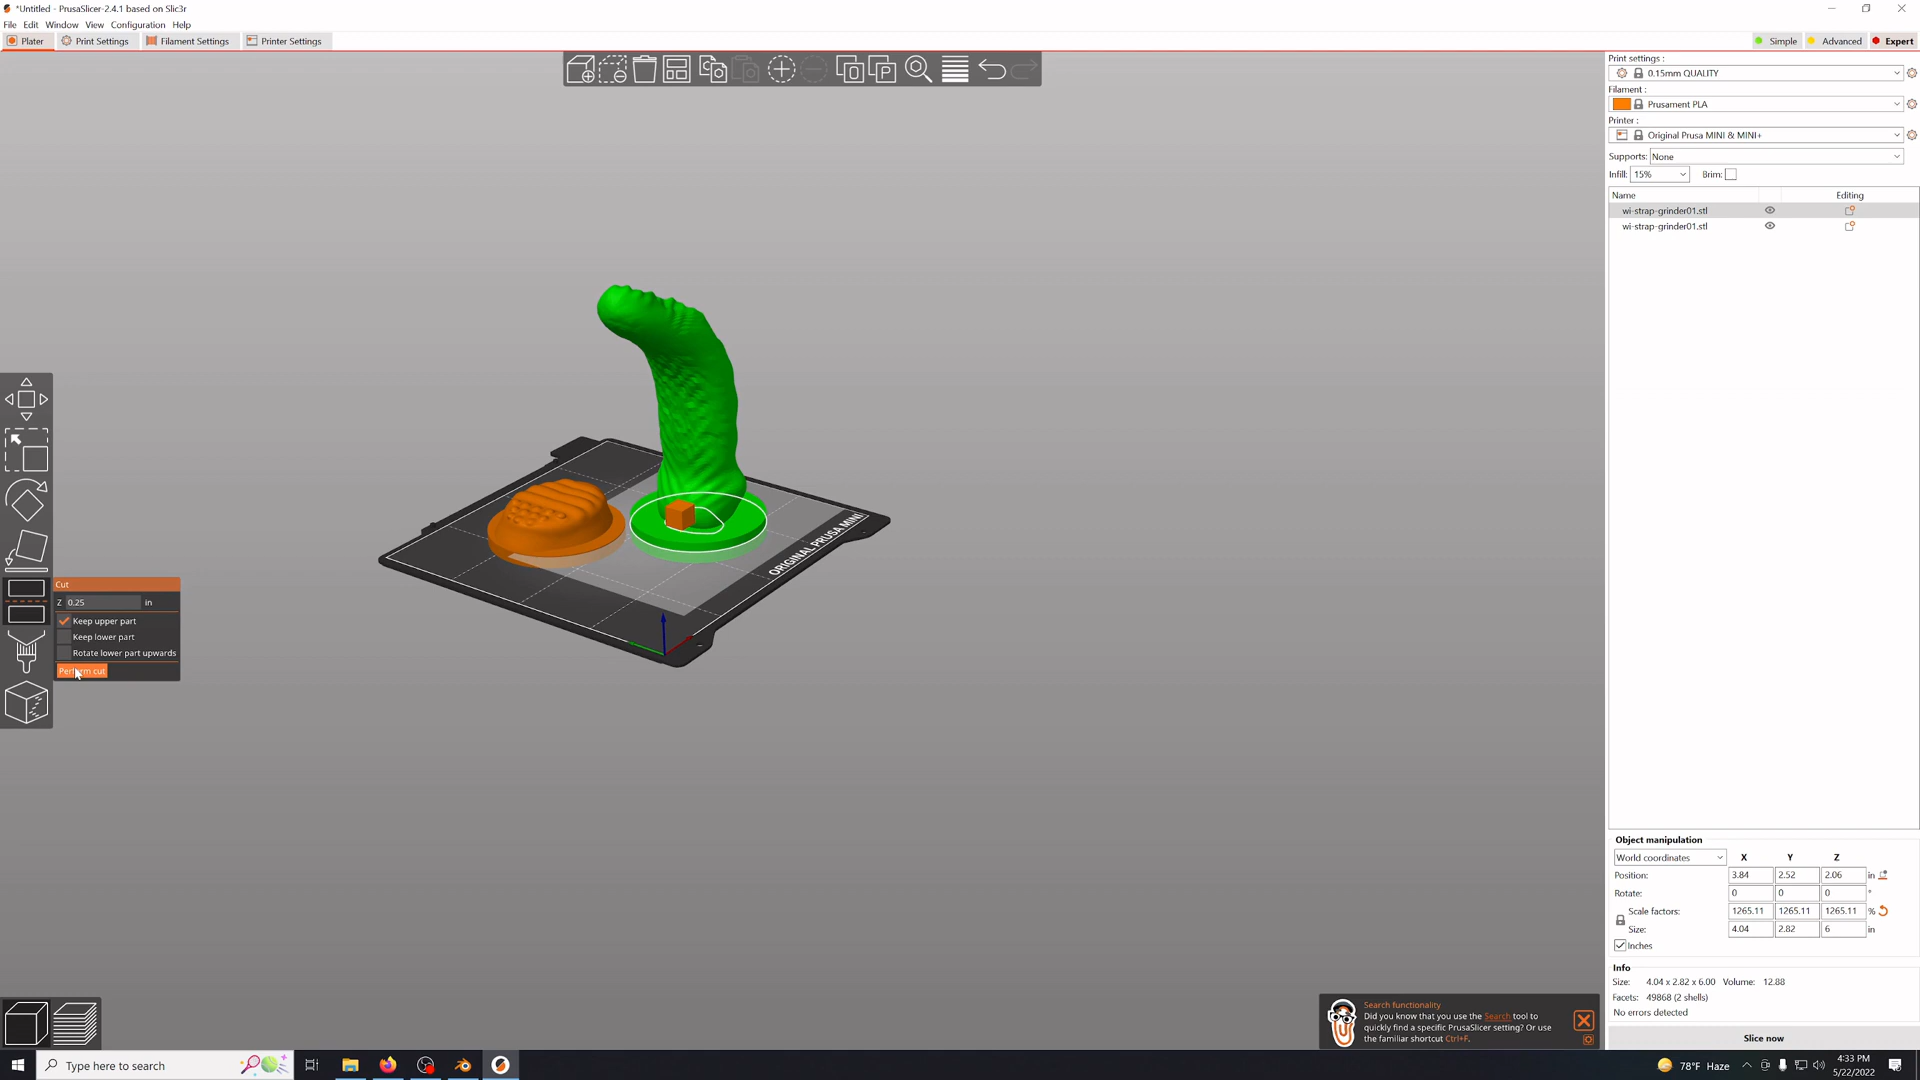 *Untitled - PrusaSlicer-2.4.1 based on Slic3r
File Edit Window View Configuration Help
Plater Print Settings Filament Settings Printer Settings
Simple Advanced Expert
Print settings :
0.15mm QUALITY
Filament :
Prusament PLA
Printer :
Original Prusa MINI & MINI+
Supports: None
Infill: 15% Brim:
Name Editing
wi-strap-grinder01.stl
wi-strap-grinder01.stl
ORIGINAL PRUSA MINI
Cut
Z 0.25 in
Keep upper part
Keep lower part
Rotate lower part upwards
Perform cut
Object manipulation
World coordinates X Y Z
Position: 3.84 2.52 2.06 in
Rotate: 0 0 0 °
Scale factors: 1265.11 1265.11 1265.11 %
Size: 4.04 2.82 6 in
Inches
Info
Size: 4.04 x 2.82 x 6.00 Volume: 12.88
Facets: 49868 (2 shells)
No errors detected
Slice now
Search functionality
Did you know that you use the Search tool to
quickly find a specific PrusaSlicer setting? Or use
the familiar shortcut Ctrl+F.
Type here to search
78°F Haze
4:33 PM
5/22/2022